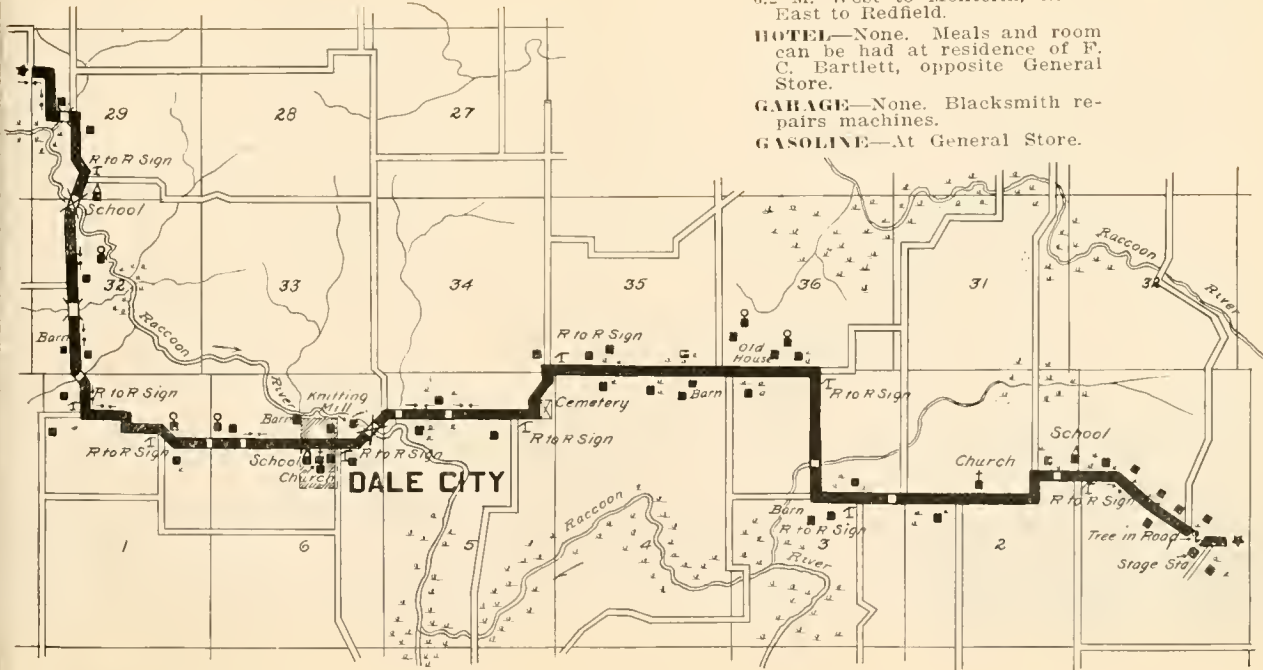 East to Redfield.
HOTEL—None. Meals and room
can be had at residence of F.
C. Bartlett, opposite General
Store.
GARAGE—None. Blacksmith re-
pairs machines.
GASOLINE—At General Store.
29
28
27
R to R Sign
School
32
33
34
35
36
31
32
Raccoon
River
Raccoon
River
Barn
R to R Sign
Old
House
R to R Sign
Knitting
Mill
Barn
Cemetery
Barn
R to R Sign
R to R Sign
R to R Sign
R to R Sign
School
Church
DALE CITY
School
Church
R to R Sign
Barn
R to R Sign
Raccoon
River
Tree in Road
Stage Sta
1
6
5
4
3
2